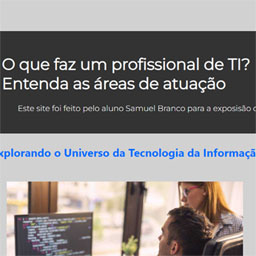 O que faz um profissional de TI?
Entenda as áreas de atuação
Este site foi feito pelo aluno Samuel Branco para a exposisão
xplorando o Universo da Tecnologia da Informaçã